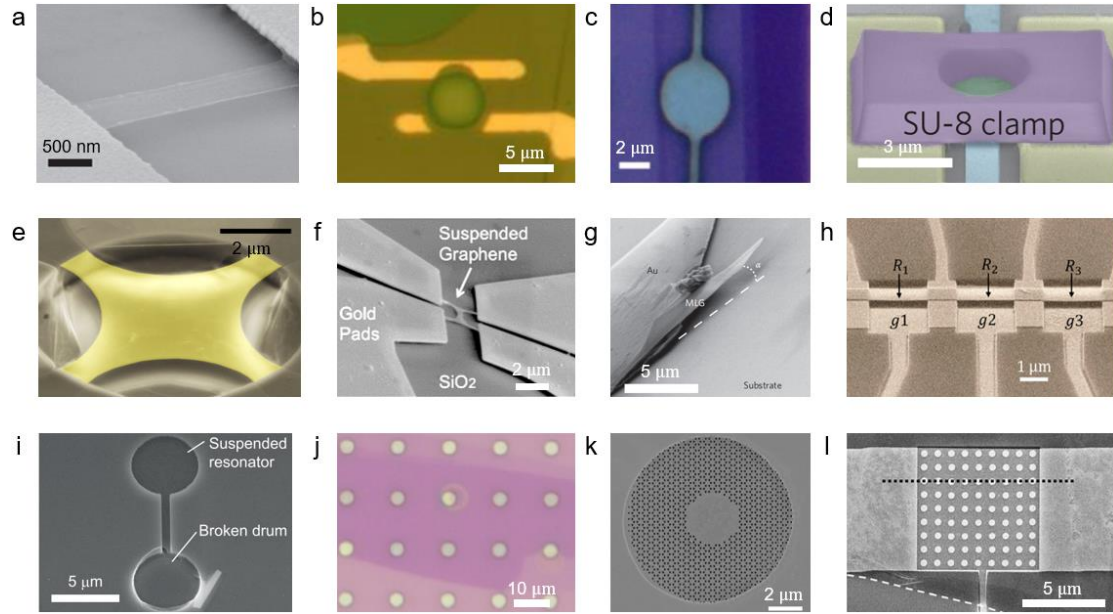 a
500 nm
b
5 μm
c
2 μm
d
SU-8 clamp
3 μm
e
2 μm
f
Suspended
Graphene
Gold
Pads
SiO₂
2 μm
g
Au
MLG
α
5 μm
Substrate
h
R₁
R₂
R₃
g1
g2
g3
1 μm
i
Suspended
resonator
Broken drum
5 μm
j
10 μm
k
2 μm
l
5 μm